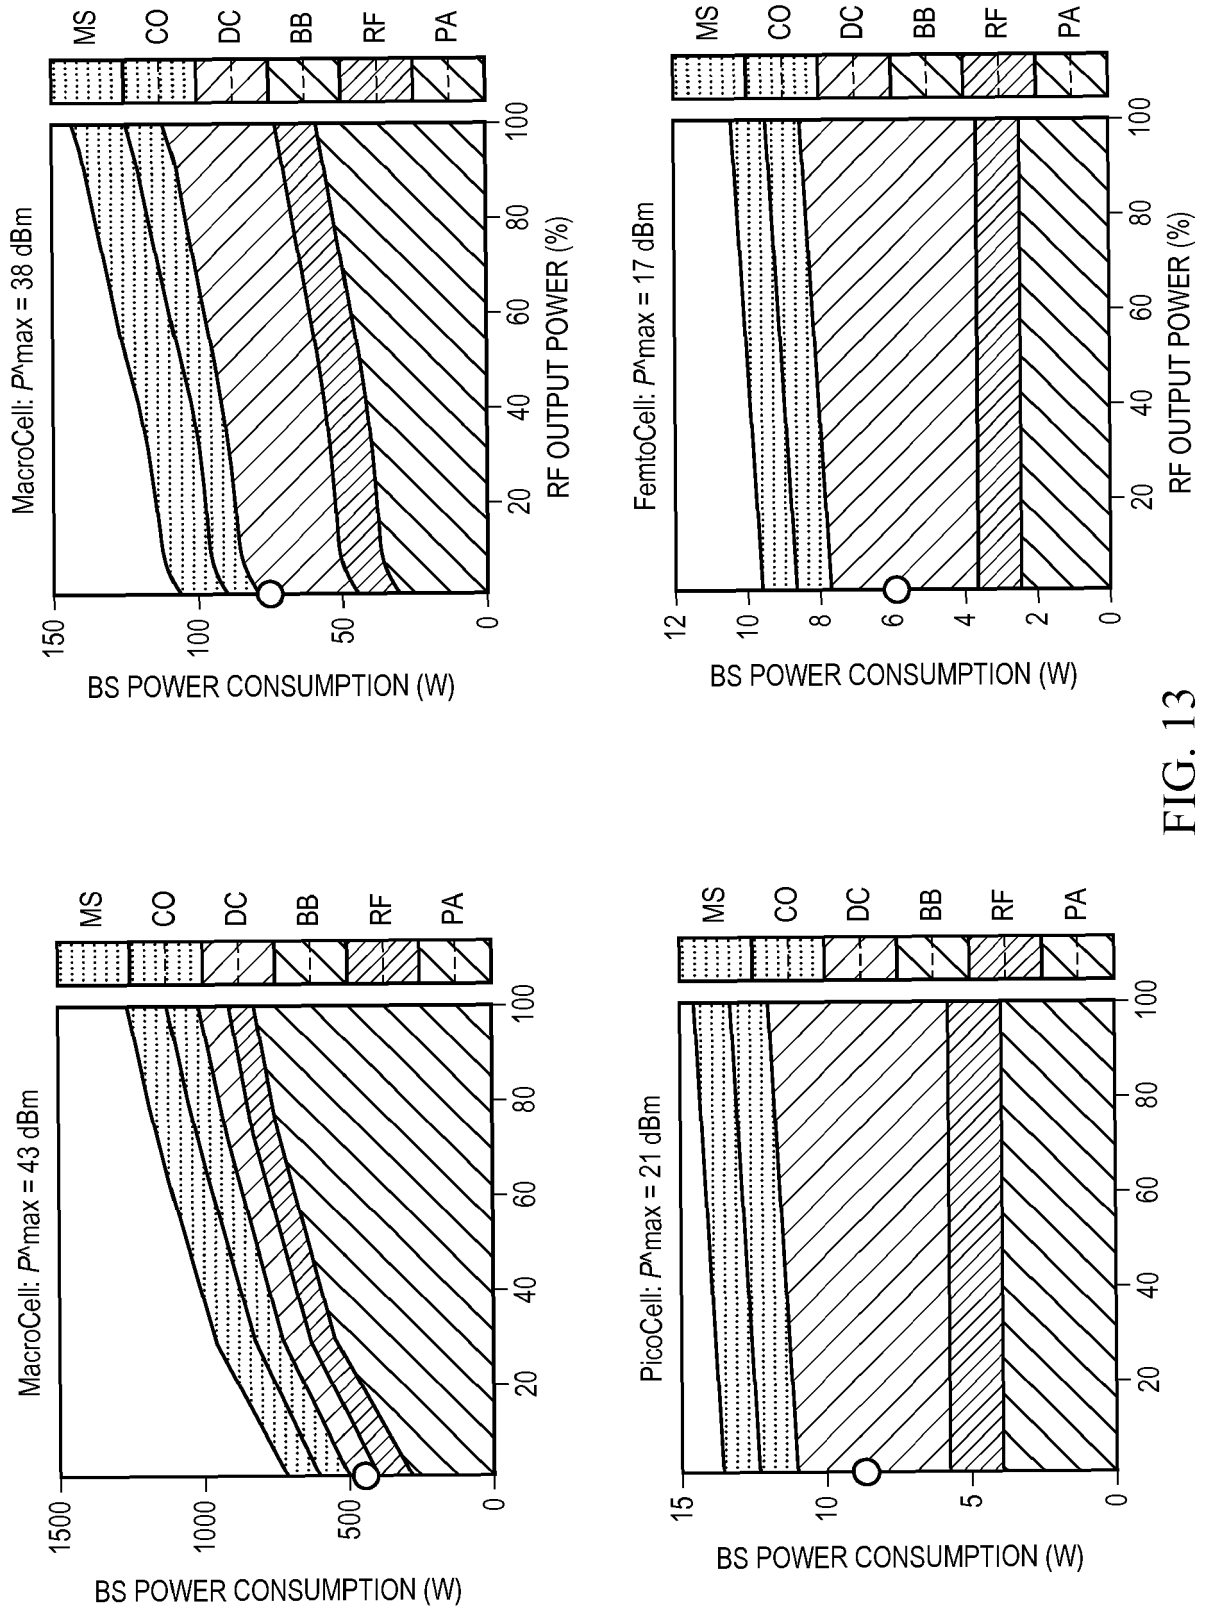 MacroCell: P^max = 43 dBm
BS POWER CONSUMPTION (W)
1500
1000
500
0
20
40
60
80
100
MS
CO
DC
BB
RF
PA
MacroCell: P^max = 38 dBm
BS POWER CONSUMPTION (W)
150
100
50
0
20
40
60
80
100
RF OUTPUT POWER (%)
MS
CO
DC
BB
RF
PA
PicoCell: P^max = 21 dBm
BS POWER CONSUMPTION (W)
15
10
5
0
20
40
60
80
100
MS
CO
DC
BB
RF
PA
FemtoCell: P^max = 17 dBm
BS POWER CONSUMPTION (W)
12
10
8
6
4
2
0
20
40
60
80
100
RF OUTPUT POWER (%)
MS
CO
DC
BB
RF
PA
FIG. 13